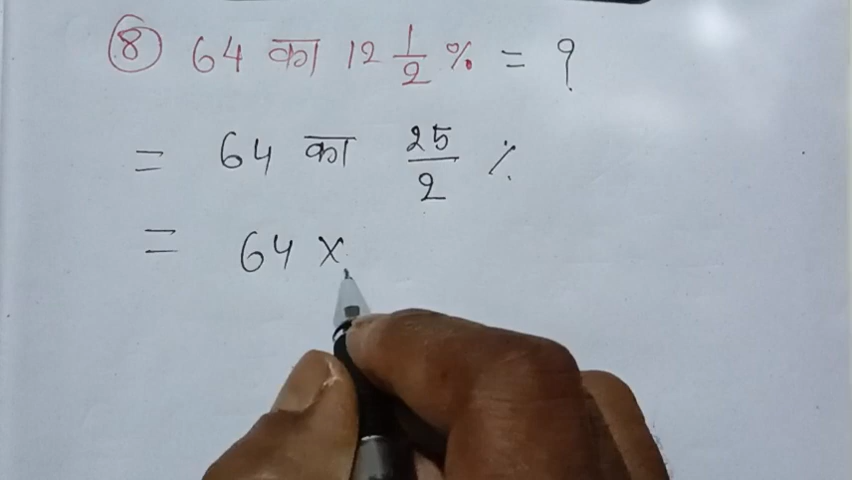 ⑧ 64 का 12 1/2 % = ?
= 64 का 25/2 %
= 64 ×